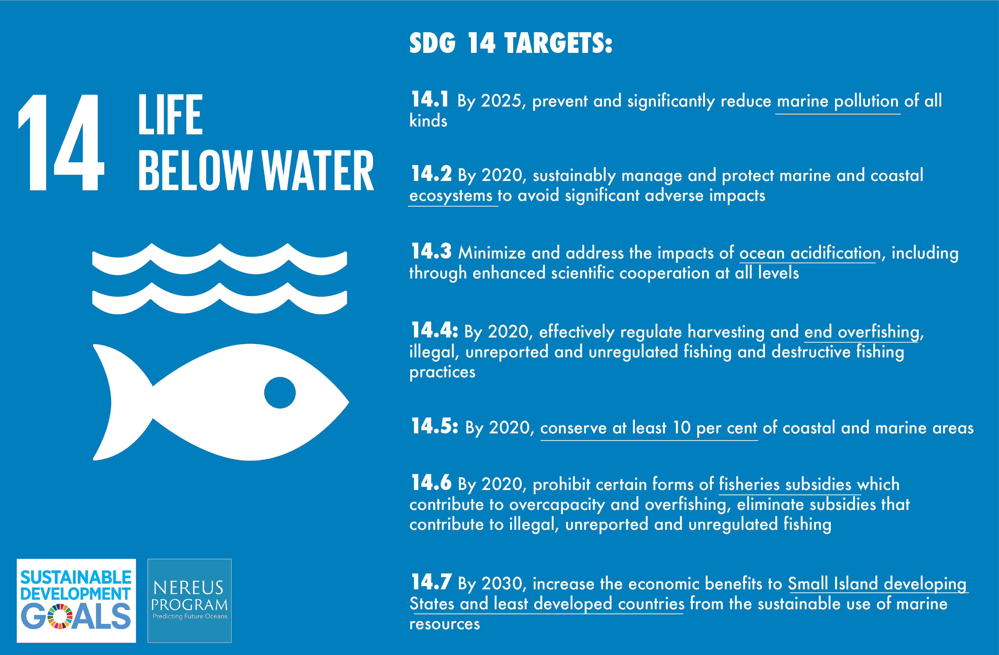 14
LIFE
BELOW WATER
SDG 14 TARGETS:
14.1 By 2025, prevent and significantly reduce marine pollution of all
kinds
14.2 By 2020, sustainably manage and protect marine and coastal
ecosystems to avoid significant adverse impacts
14.3 Minimize and address the impacts of ocean acidification, including
through enhanced scientific cooperation at all levels
14.4: By 2020, effectively regulate harvesting and end overfishing,
illegal, unreported and unregulated fishing and destructive fishing
practices
14.5: By 2020, conserve at least 10 per cent of coastal and marine areas
14.6 By 2020, prohibit certain forms of fisheries subsidies which
contribute to overcapacity and overfishing, eliminate subsidies that
contribute to illegal, unreported and unregulated fishing
14.7 By 2030, increase the economic benefits to Small Island developing
States and least developed countries from the sustainable use of marine
resources
SUSTAINABLE
DEVELOPMENT
GOALS
NEREUS
PROGRAM
Predicting Future Oceans